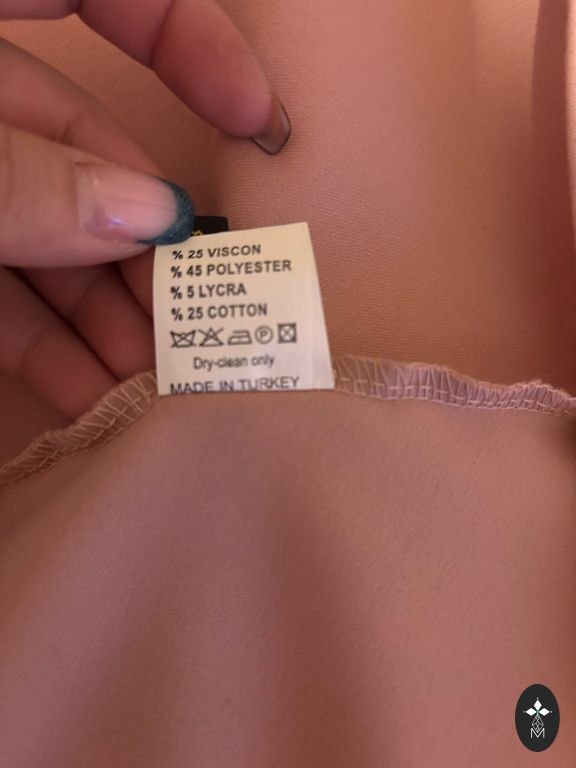 % 25 VISCON
% 45 POLYESTER
% 5 LYCRA
% 25 COTTON
P
Dry-clean only
MADE IN TURKEY
M